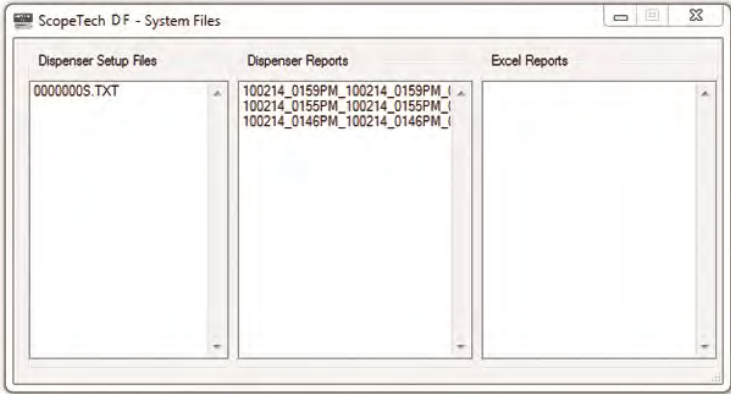 ScopeTech DF - System Files
Dispenser Setup Files
Dispenser Reports
Excel Reports
0000000S.TXT
100214_0159PM_100214_0159PM_(
100214_0155PM_100214_0155PM_(
100214_0146PM_100214_0146PM_(